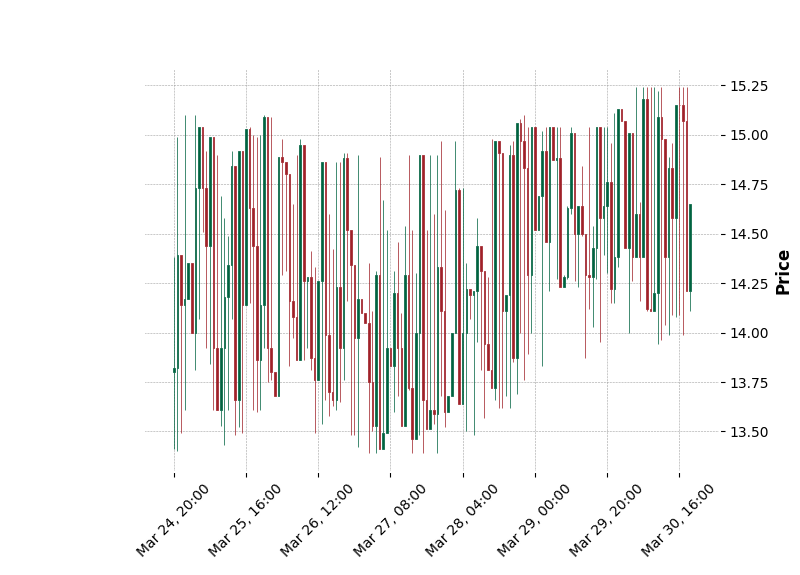 15.25
15.00
14.75
14.50
14.25
14.00
13.75
13.50
Price
Mar 24, 20:00
Mar 25, 16:00
Mar 26, 12:00
Mar 27, 08:00
Mar 28, 04:00
Mar 29, 00:00
Mar 29, 20:00
Mar 30, 16:00